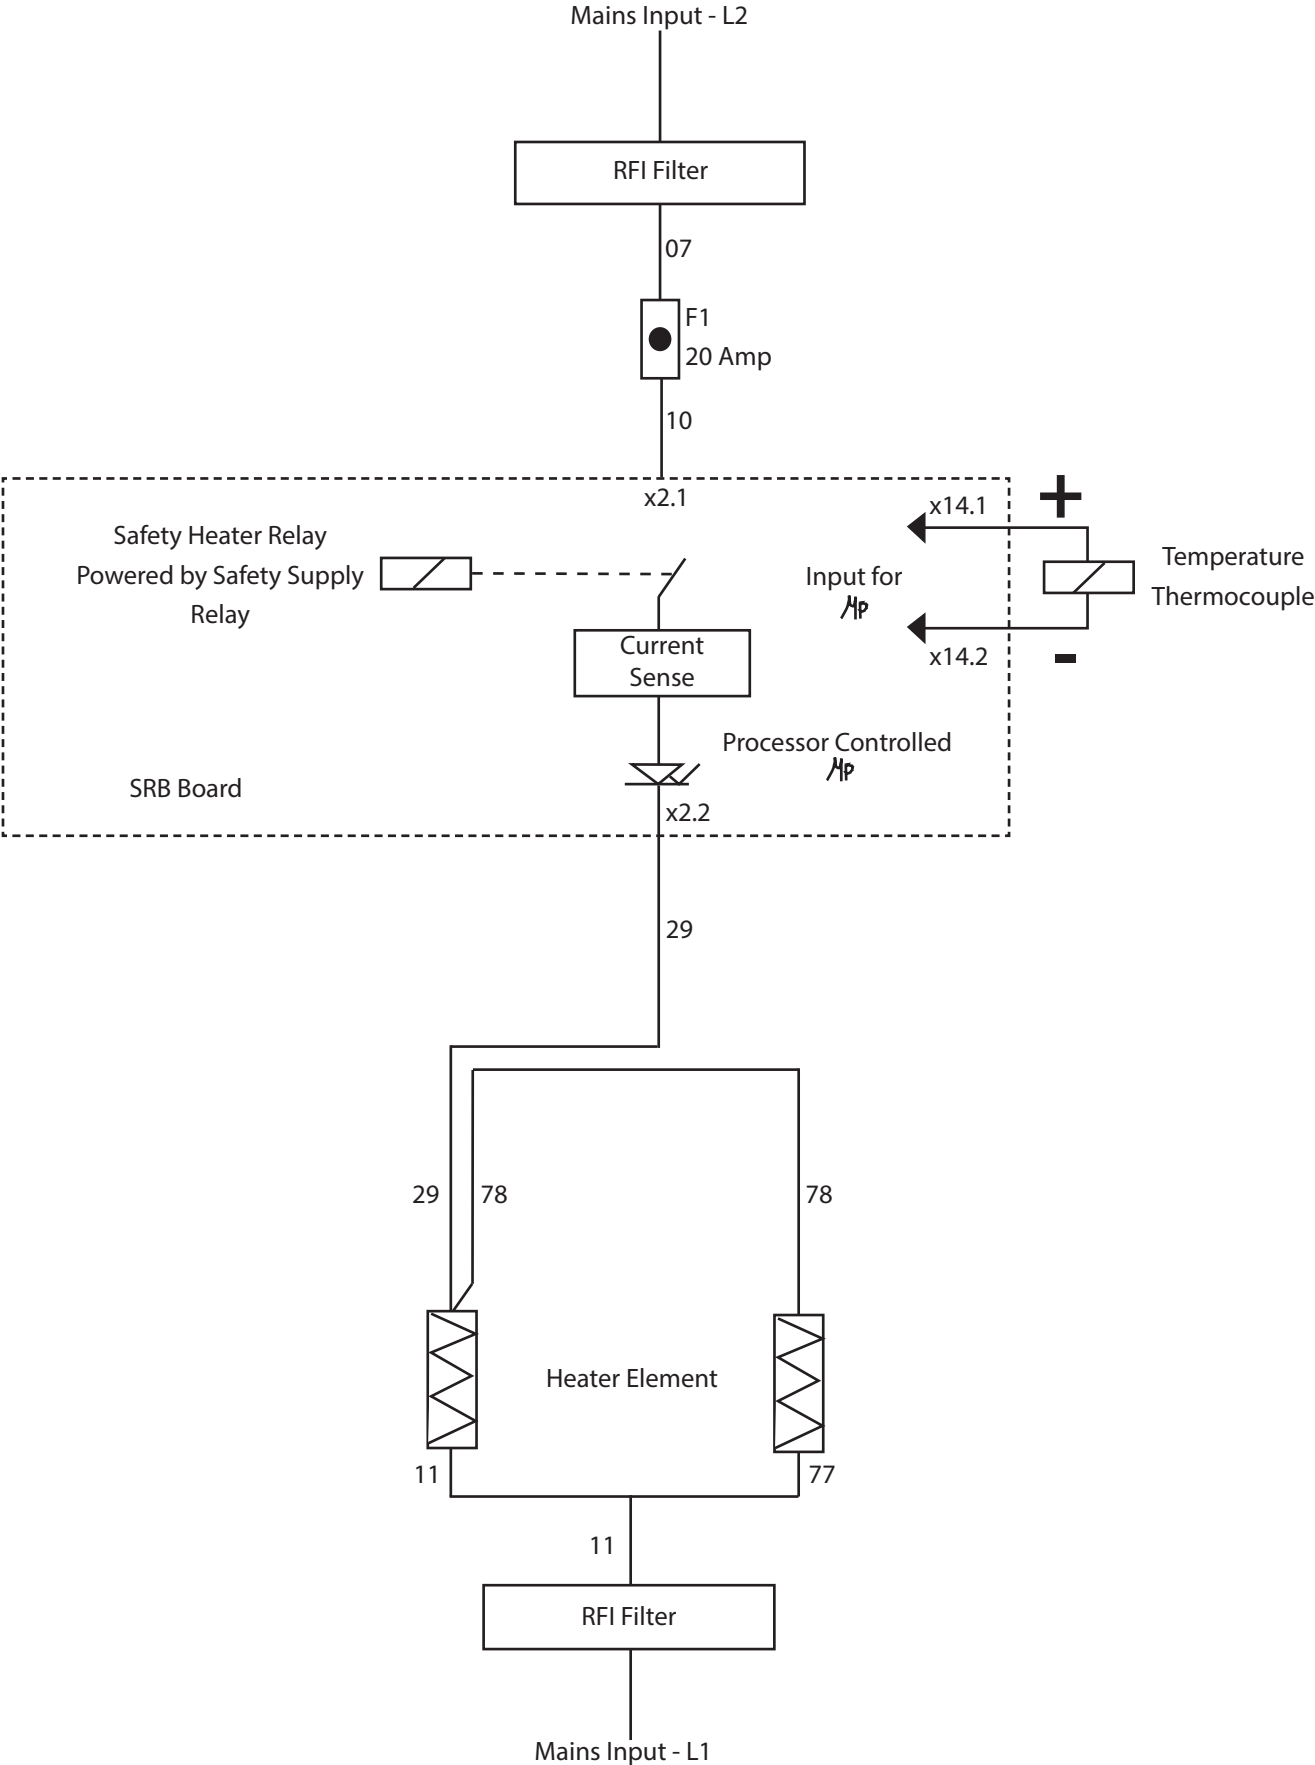 Mains Input - L2
RFI Filter
07
F1
20 Amp
10
x2.1
Safety Heater Relay
Powered by Safety Supply
Relay
x14.1
+
Input for
μp
Temperature
Thermocouple
x14.2
-
Current
Sense
Processor Controlled
μp
SRB Board
x2.2
29
29
78
78
Heater Element
11
77
11
RFI Filter
Mains Input - L1